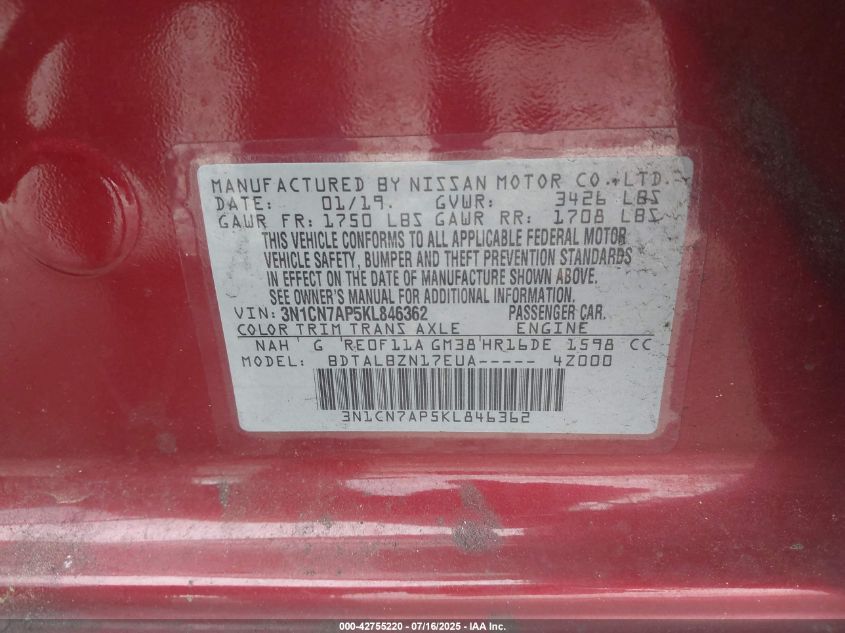 MANUFACTURED BY NISSAN MOTOR CO.,LTD.
DATE: 01/19. GVWR: 3426 LBS
GAWR FR: 1750 LBS GAWR RR: 1708 LBS
THIS VEHICLE CONFORMS TO ALL APPLICABLE FEDERAL MOTOR
VEHICLE SAFETY, BUMPER AND THEFT PREVENTION STANDARDS
IN EFFECT ON THE DATE OF MANUFACTURE SHOWN ABOVE.
SEE OWNER'S MANUAL FOR ADDITIONAL INFORMATION.
VIN: 3N1CN7AP5KL846362 PASSENGER CAR.
COLOR TRIM TRANS AXLE ENGINE
NAH G RE0F11A GM38 HR16DE 1598 CC
MODEL: BDTALBZN17EUA----- 4Z000
3N1CN7AP5KL846362
000-42755220 - 07/16/2025 - IAA Inc.